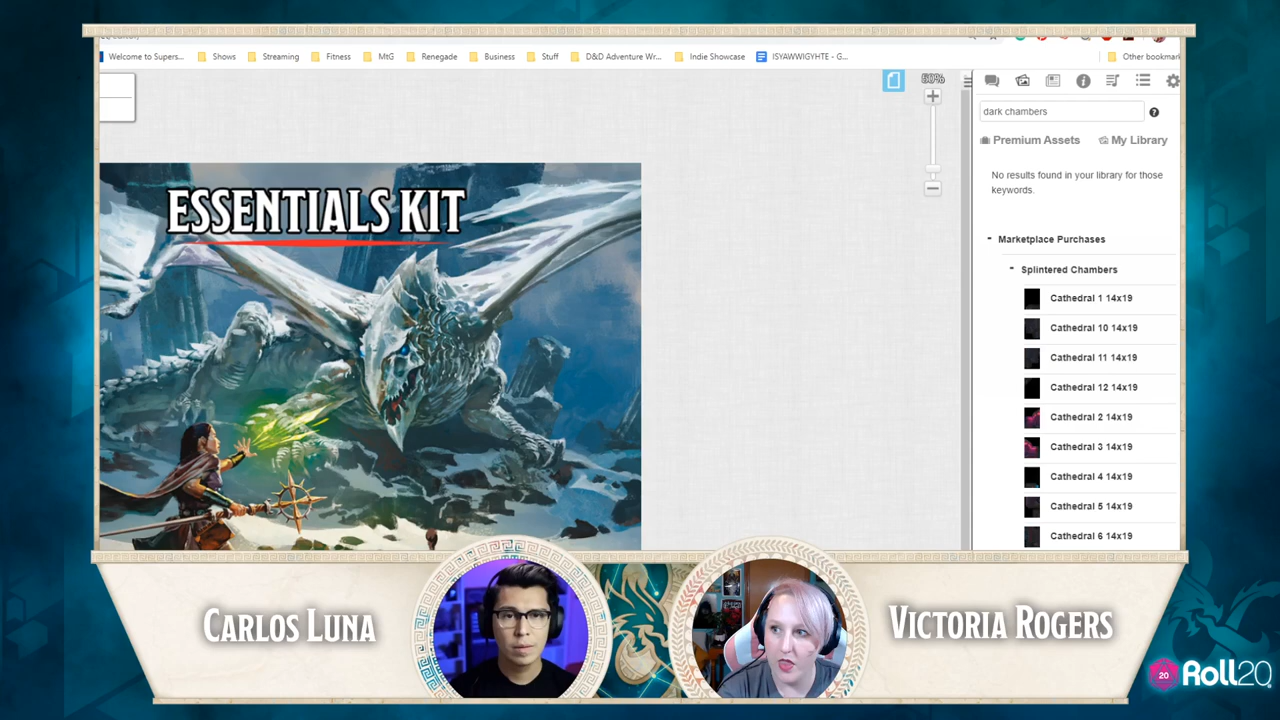 Welcome to Supers...
Shows
Streaming
Fitness
MtG
Renegade
Business
Stuff
D&D Adventure Wr...
Indie Showcase
ISYAWWIGYHTE - G...
Other bookmar
60%
dark chambers
?
Premium Assets
My Library
No results found in your library for those
keywords.
Marketplace Purchases
Splintered Chambers
Cathedral 1 14x19
Cathedral 10 14x19
Cathedral 11 14x19
Cathedral 12 14x19
Cathedral 2 14x19
Cathedral 3 14x19
Cathedral 4 14x19
Cathedral 5 14x19
Cathedral 6 14x19
ESSENTIALS KIT
CARLOS LUNA
VICTORIA ROGERS
20
Roll20